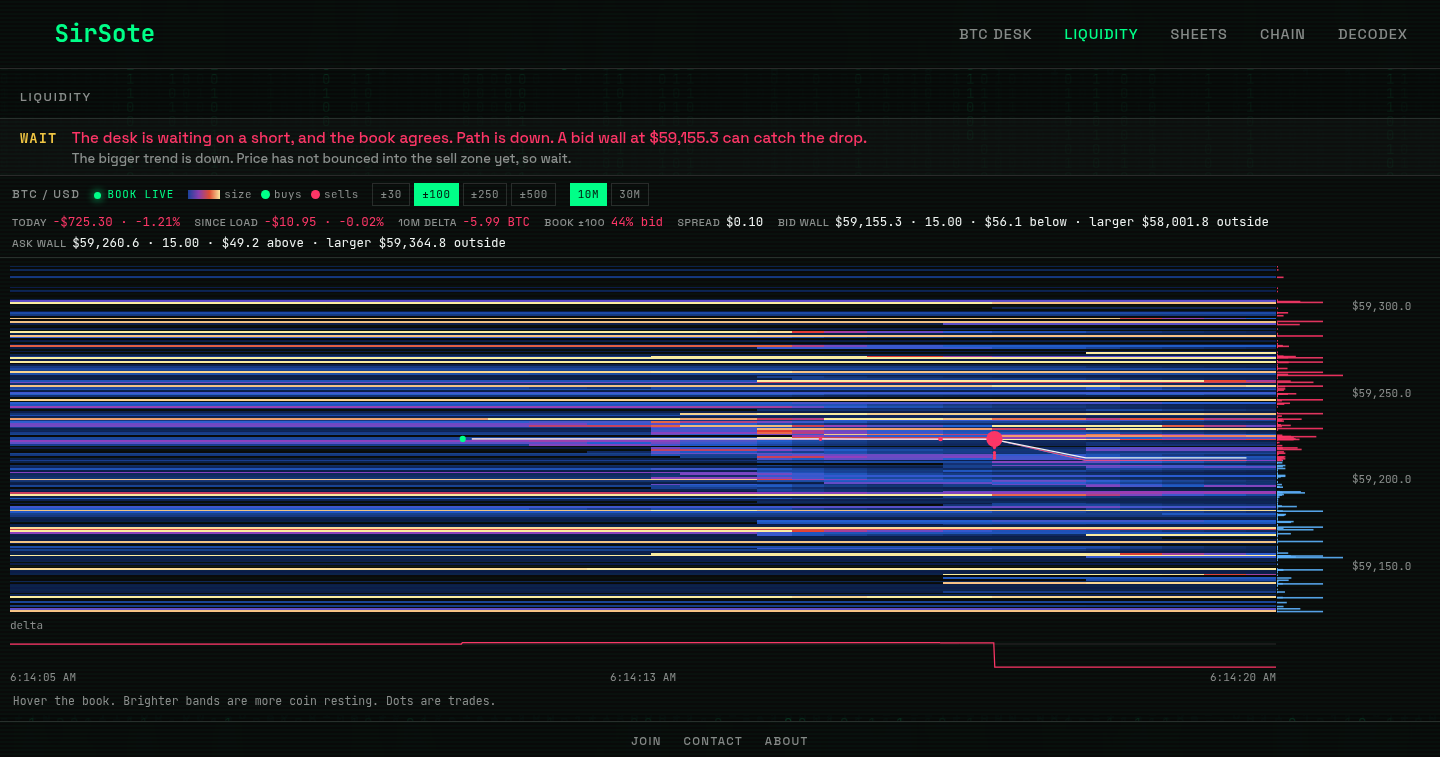 SirSote
BTC DESK LIQUIDITY SHEETS CHAIN DECODEX
LIQUIDITY
WAIT The desk is waiting on a short, and the book agrees. Path is down. A bid wall at $59,155.3 can catch the drop.
The bigger trend is down. Price has not bounced into the sell zone yet, so wait.
BTC / USD BOOK LIVE size buys sells ±30 ±100 ±250 ±500 10M 30M
TODAY -$725.30 · -1.21% SINCE LOAD -$10.95 · -0.02% 10M DELTA -5.99 BTC BOOK ±100 44% bid SPREAD $0.10 BID WALL $59,155.3 · 15.00 · $56.1 below · larger $58,001.8 outside
ASK WALL $59,260.6 · 15.00 · $49.2 above · larger $59,364.8 outside
$59,300.0
$59,250.0
$59,200.0
$59,150.0
delta
6:14:05 AM 6:14:13 AM 6:14:20 AM
Hover the book. Brighter bands are more coin resting. Dots are trades.
JOIN CONTACT ABOUT